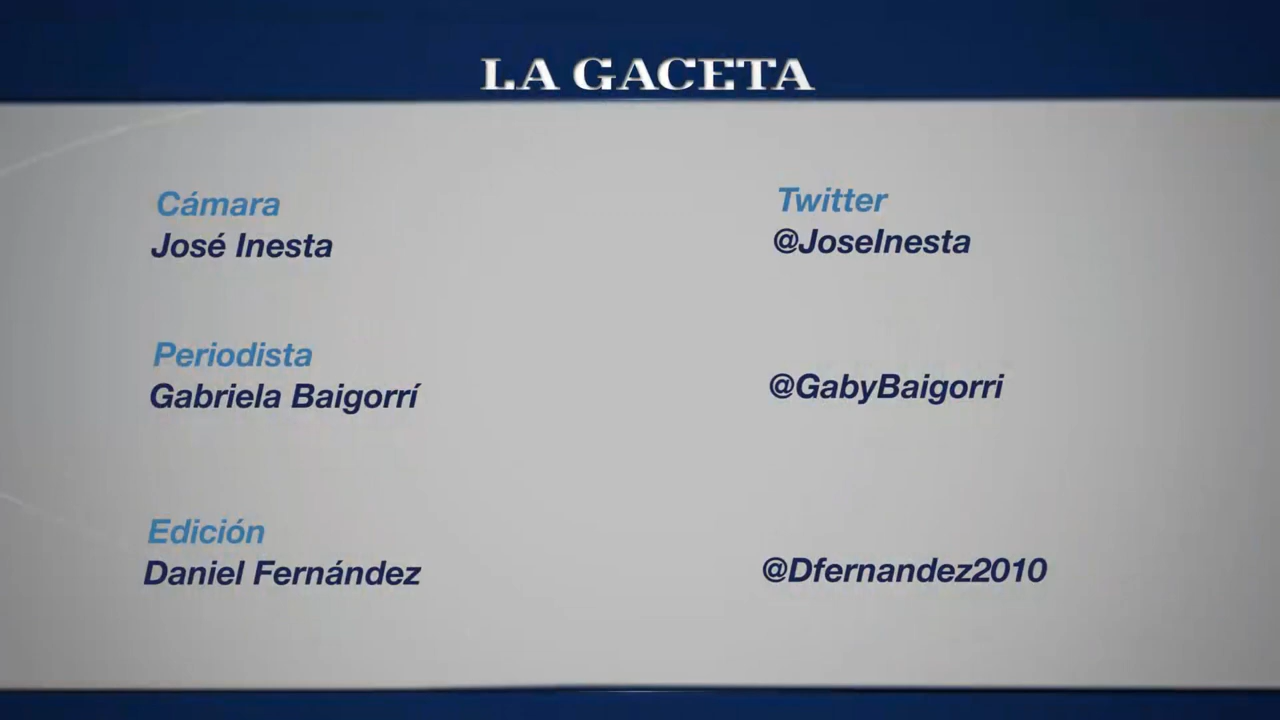 LA GACETA
Cámara
José Inesta
Twitter
@JoseInesta
Periodista
Gabriela Baigorrí
@GabyBaigorri
Edición
Daniel Fernández
@Dfernandez2010